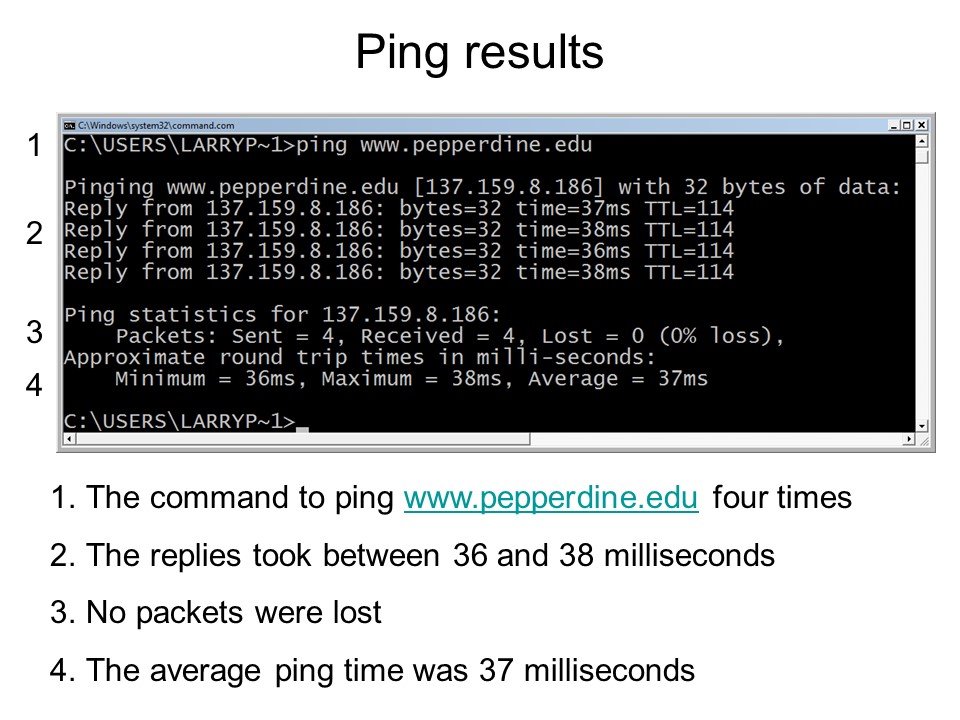 Ping results
1
2
3
4
C:\Windows\system32\command.com
C:\USERS\LARRYP~1>ping www.pepperdine.edu
Pinging www.pepperdine.edu [137.159.8.186] with 32 bytes of data:
Reply from 137.159.8.186: bytes=32 time=37ms TTL=114
Reply from 137.159.8.186: bytes=32 time=38ms TTL=114
Reply from 137.159.8.186: bytes=32 time=36ms TTL=114
Reply from 137.159.8.186: bytes=32 time=38ms TTL=114
Ping statistics for 137.159.8.186:
Packets: Sent = 4, Received = 4, Lost = 0 (0% loss),
Approximate round trip times in milli-seconds:
Minimum = 36ms, Maximum = 38ms, Average = 37ms
C:\USERS\LARRYP~1>_
1. The command to ping www.pepperdine.edu four times
2. The replies took between 36 and 38 milliseconds
3. No packets were lost
4. The average ping time was 37 milliseconds